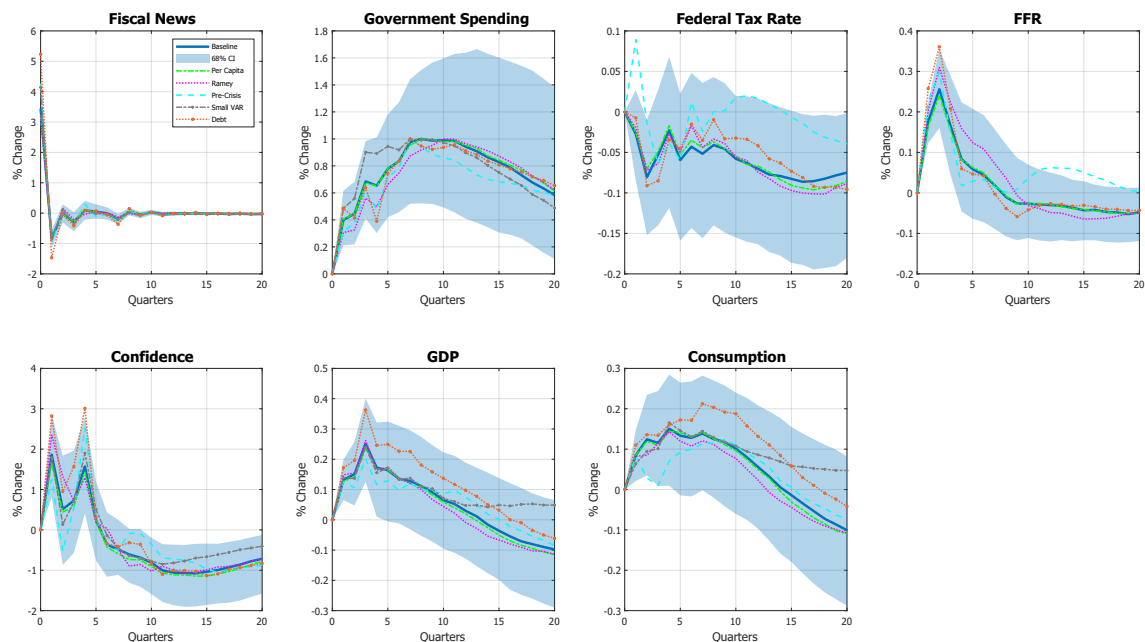 Fiscal News
6
5
4
3
2
1
0
-1
-2
% Change
0 5 10 15 20
Quarters
Baseline
68% CI
Per Capita
Ramey
Pre-Crisis
Small VAR
Debt
Government Spending
1.8
1.6
1.4
1.2
1
0.8
0.6
0.4
0.2
0
% Change
0 5 10 15 20
Quarters
Federal Tax Rate
0.1
0.05
0
-0.05
-0.1
-0.15
-0.2
% Change
0 5 10 15 20
Quarters
FFR
0.4
0.3
0.2
0.1
0
-0.1
-0.2
% Change
0 5 10 15 20
Quarters
Confidence
4
3
2
1
0
-1
-2
% Change
0 5 10 15 20
Quarters
GDP
0.5
0.4
0.3
0.2
0.1
0
-0.1
-0.2
-0.3
% Change
0 5 10 15 20
Quarters
Consumption
0.3
0.2
0.1
0
-0.1
-0.2
-0.3
% Change
0 5 10 15 20
Quarters